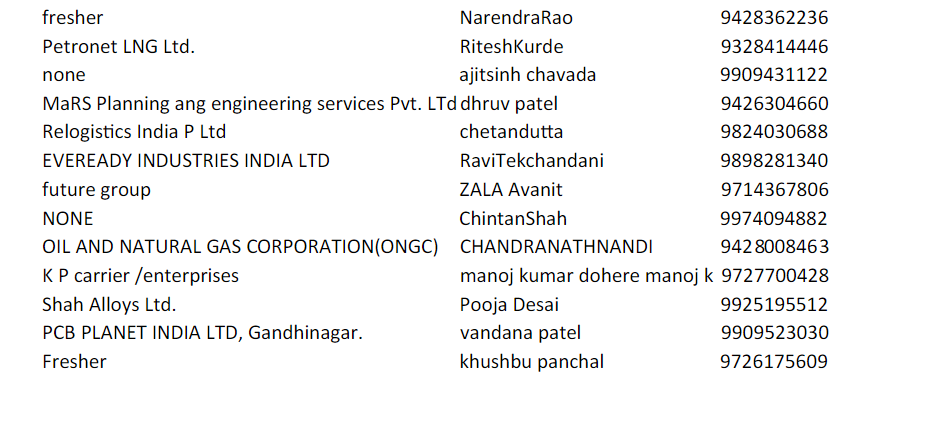 fresher NarendraRao 9428362236
Petronet LNG Ltd. RiteshKurde 9328414446
none ajitsinh chavada 9909431122
MaRS Planning ang engineering services Pvt. LTd dhruv patel 9426304660
Relogistics India P Ltd chetandutta 9824030688
EVEREADY INDUSTRIES INDIA LTD RaviTekchandani 9898281340
future group ZALA Avanit 9714367806
NONE ChintanShah 9974094882
OIL AND NATURAL GAS CORPORATION(ONGC) CHANDRANATHNANDI 9428008463
K P carrier /enterprises manoj kumar dohere manoj k 9727700428
Shah Alloys Ltd. Pooja Desai 9925195512
PCB PLANET INDIA LTD, Gandhinagar. vandana patel 9909523030
Fresher khushbu panchal 9726175609